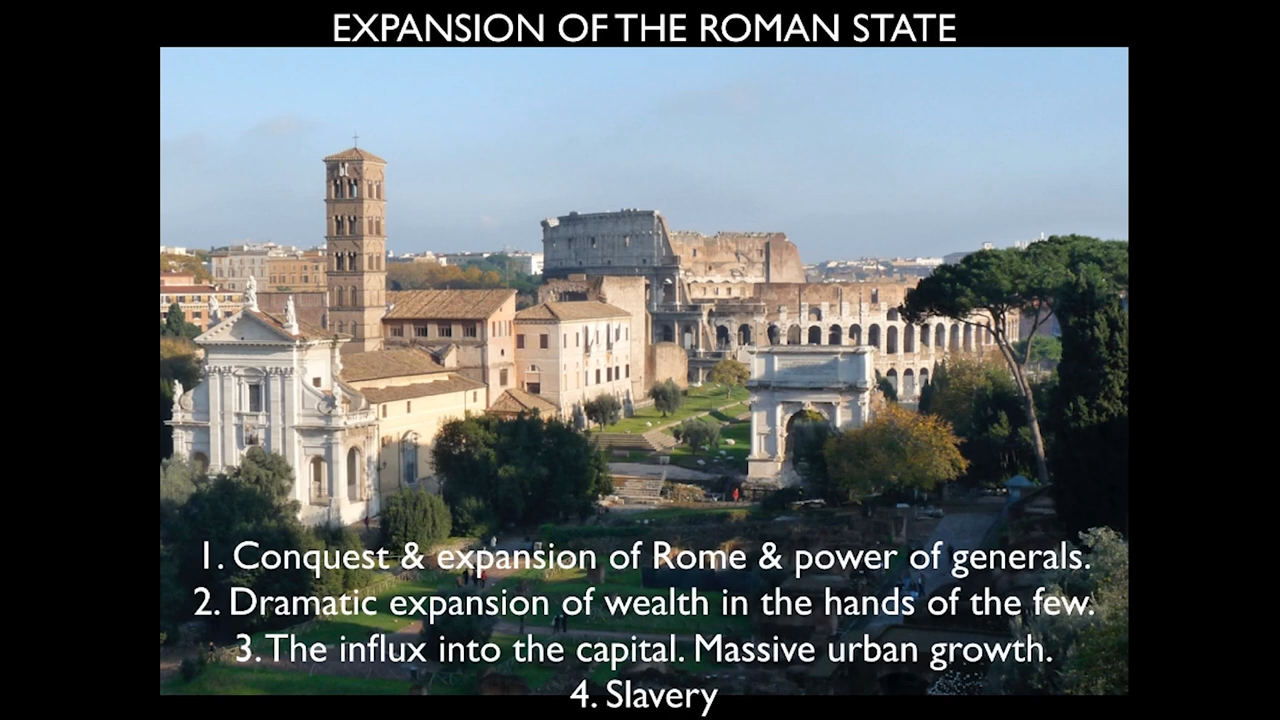 EXPANSION OF THE ROMAN STATE
1. Conquest & expansion of Rome & power of generals.
2. Dramatic expansion of wealth in the hands of the few.
3. The influx into the capital. Massive urban growth.
4. Slavery